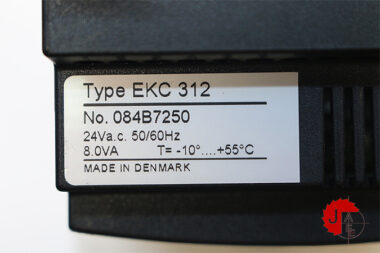 Type EKC 312
No. 084B7250
24Va.c. 50/60Hz
8.0VA T= -10°....+55°C
MADE IN DENMARK